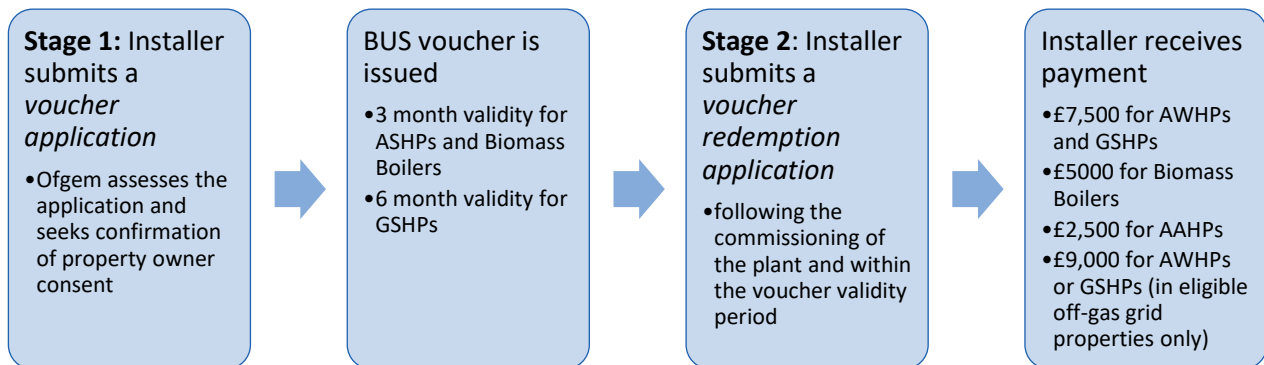 Stage 1: Installer
submits a
voucher
application
•Ofgem assesses the
application and
seeks confirmation
of property owner
consent
BUS voucher is
issued
•3 month validity for
ASHPs and Biomass
Boilers
•6 month validity for
GSHPs
Stage 2: Installer
submits a
voucher
redemption
application
•following the
commissioning of
the plant and within
the voucher validity
period
Installer receives
payment
•£7,500 for AWHPs
and GSHPs
•£5000 for Biomass
Boilers
•£2,500 for AAHPs
•£9,000 for AWHPs
or GSHPs (in eligible
off-gas grid
properties only)